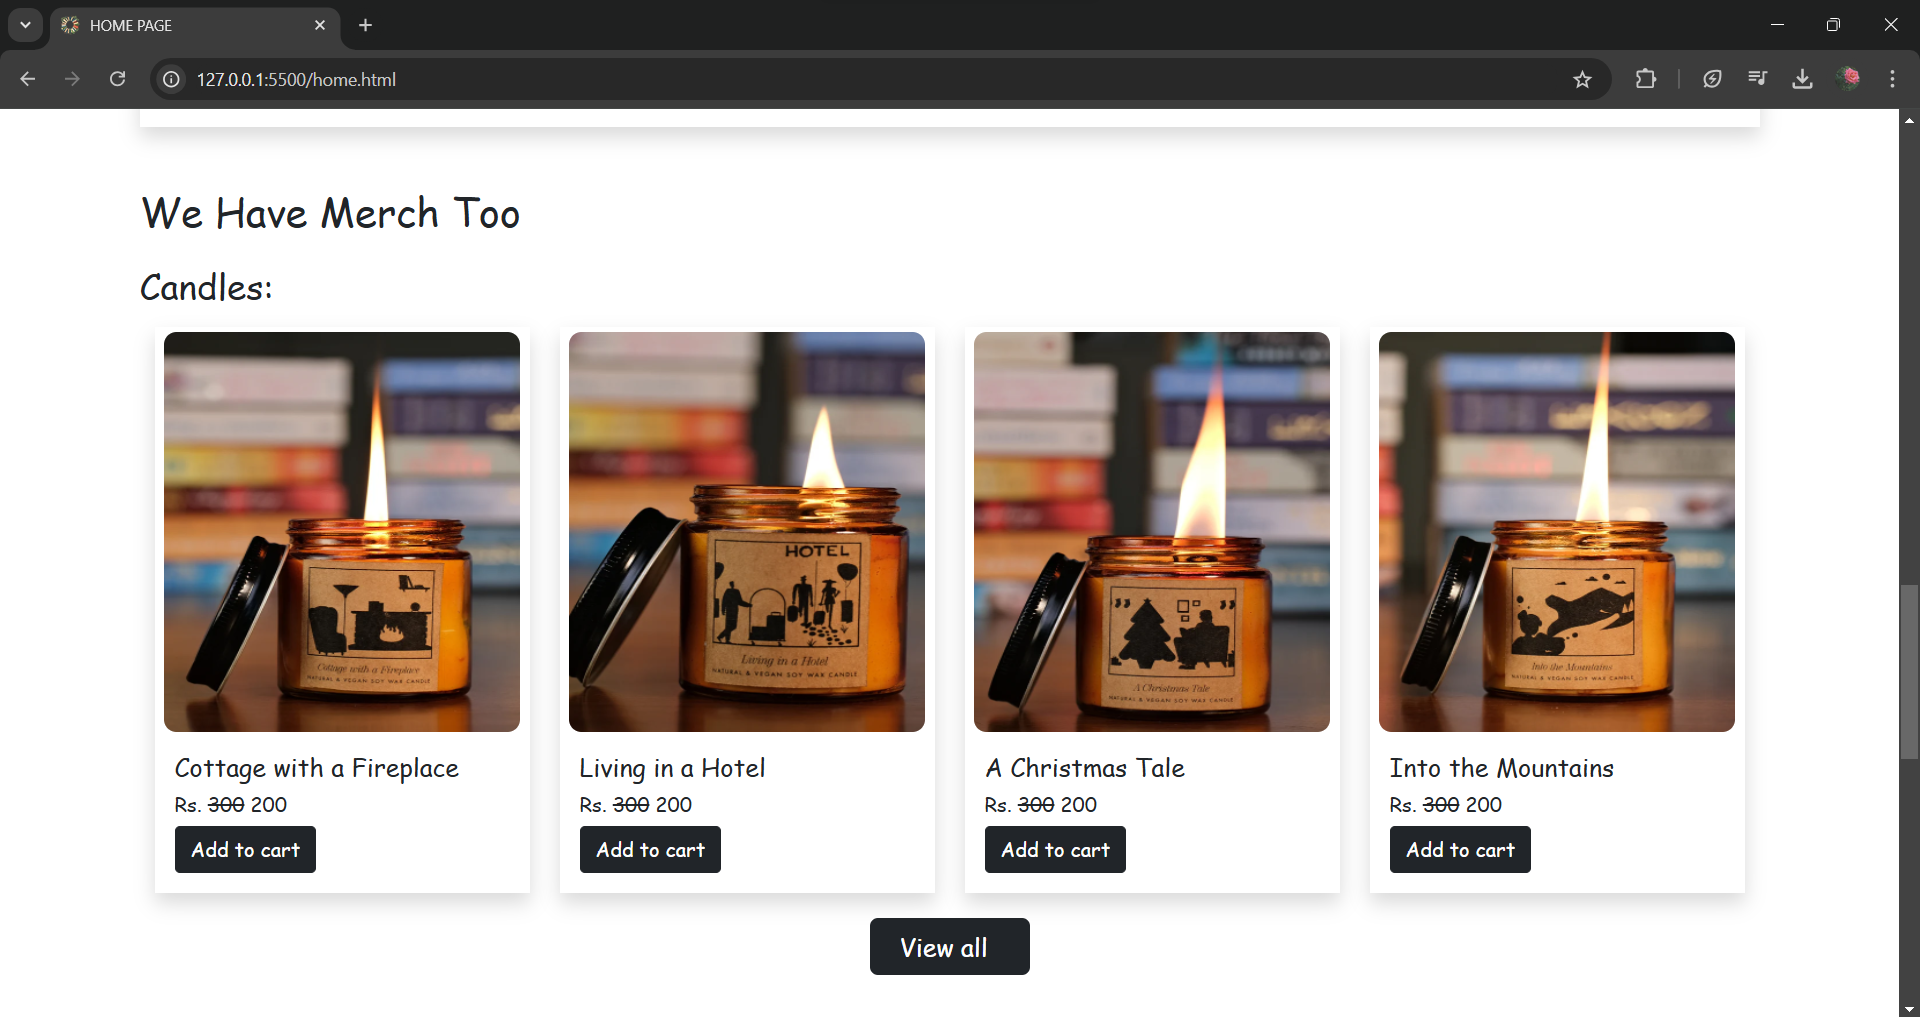 HOME PAGE
127.0.0.1:5500/home.html
We Have Merch Too
Candles:
Cottage with a Fireplace
NATURAL & VEGAN SOY WAX CANDLE
HOTEL
Living in a Hotel
NATURAL & VEGAN SOY WAX CANDLE
A Christmas Tale
NATURAL & VEGAN SOY WAX CANDLE
Into the Mountains
NATURAL & VEGAN SOY WAX CANDLE
Cottage with a Fireplace
Rs. 300 200
Add to cart
Living in a Hotel
Rs. 300 200
Add to cart
A Christmas Tale
Rs. 300 200
Add to cart
Into the Mountains
Rs. 300 200
Add to cart
View all